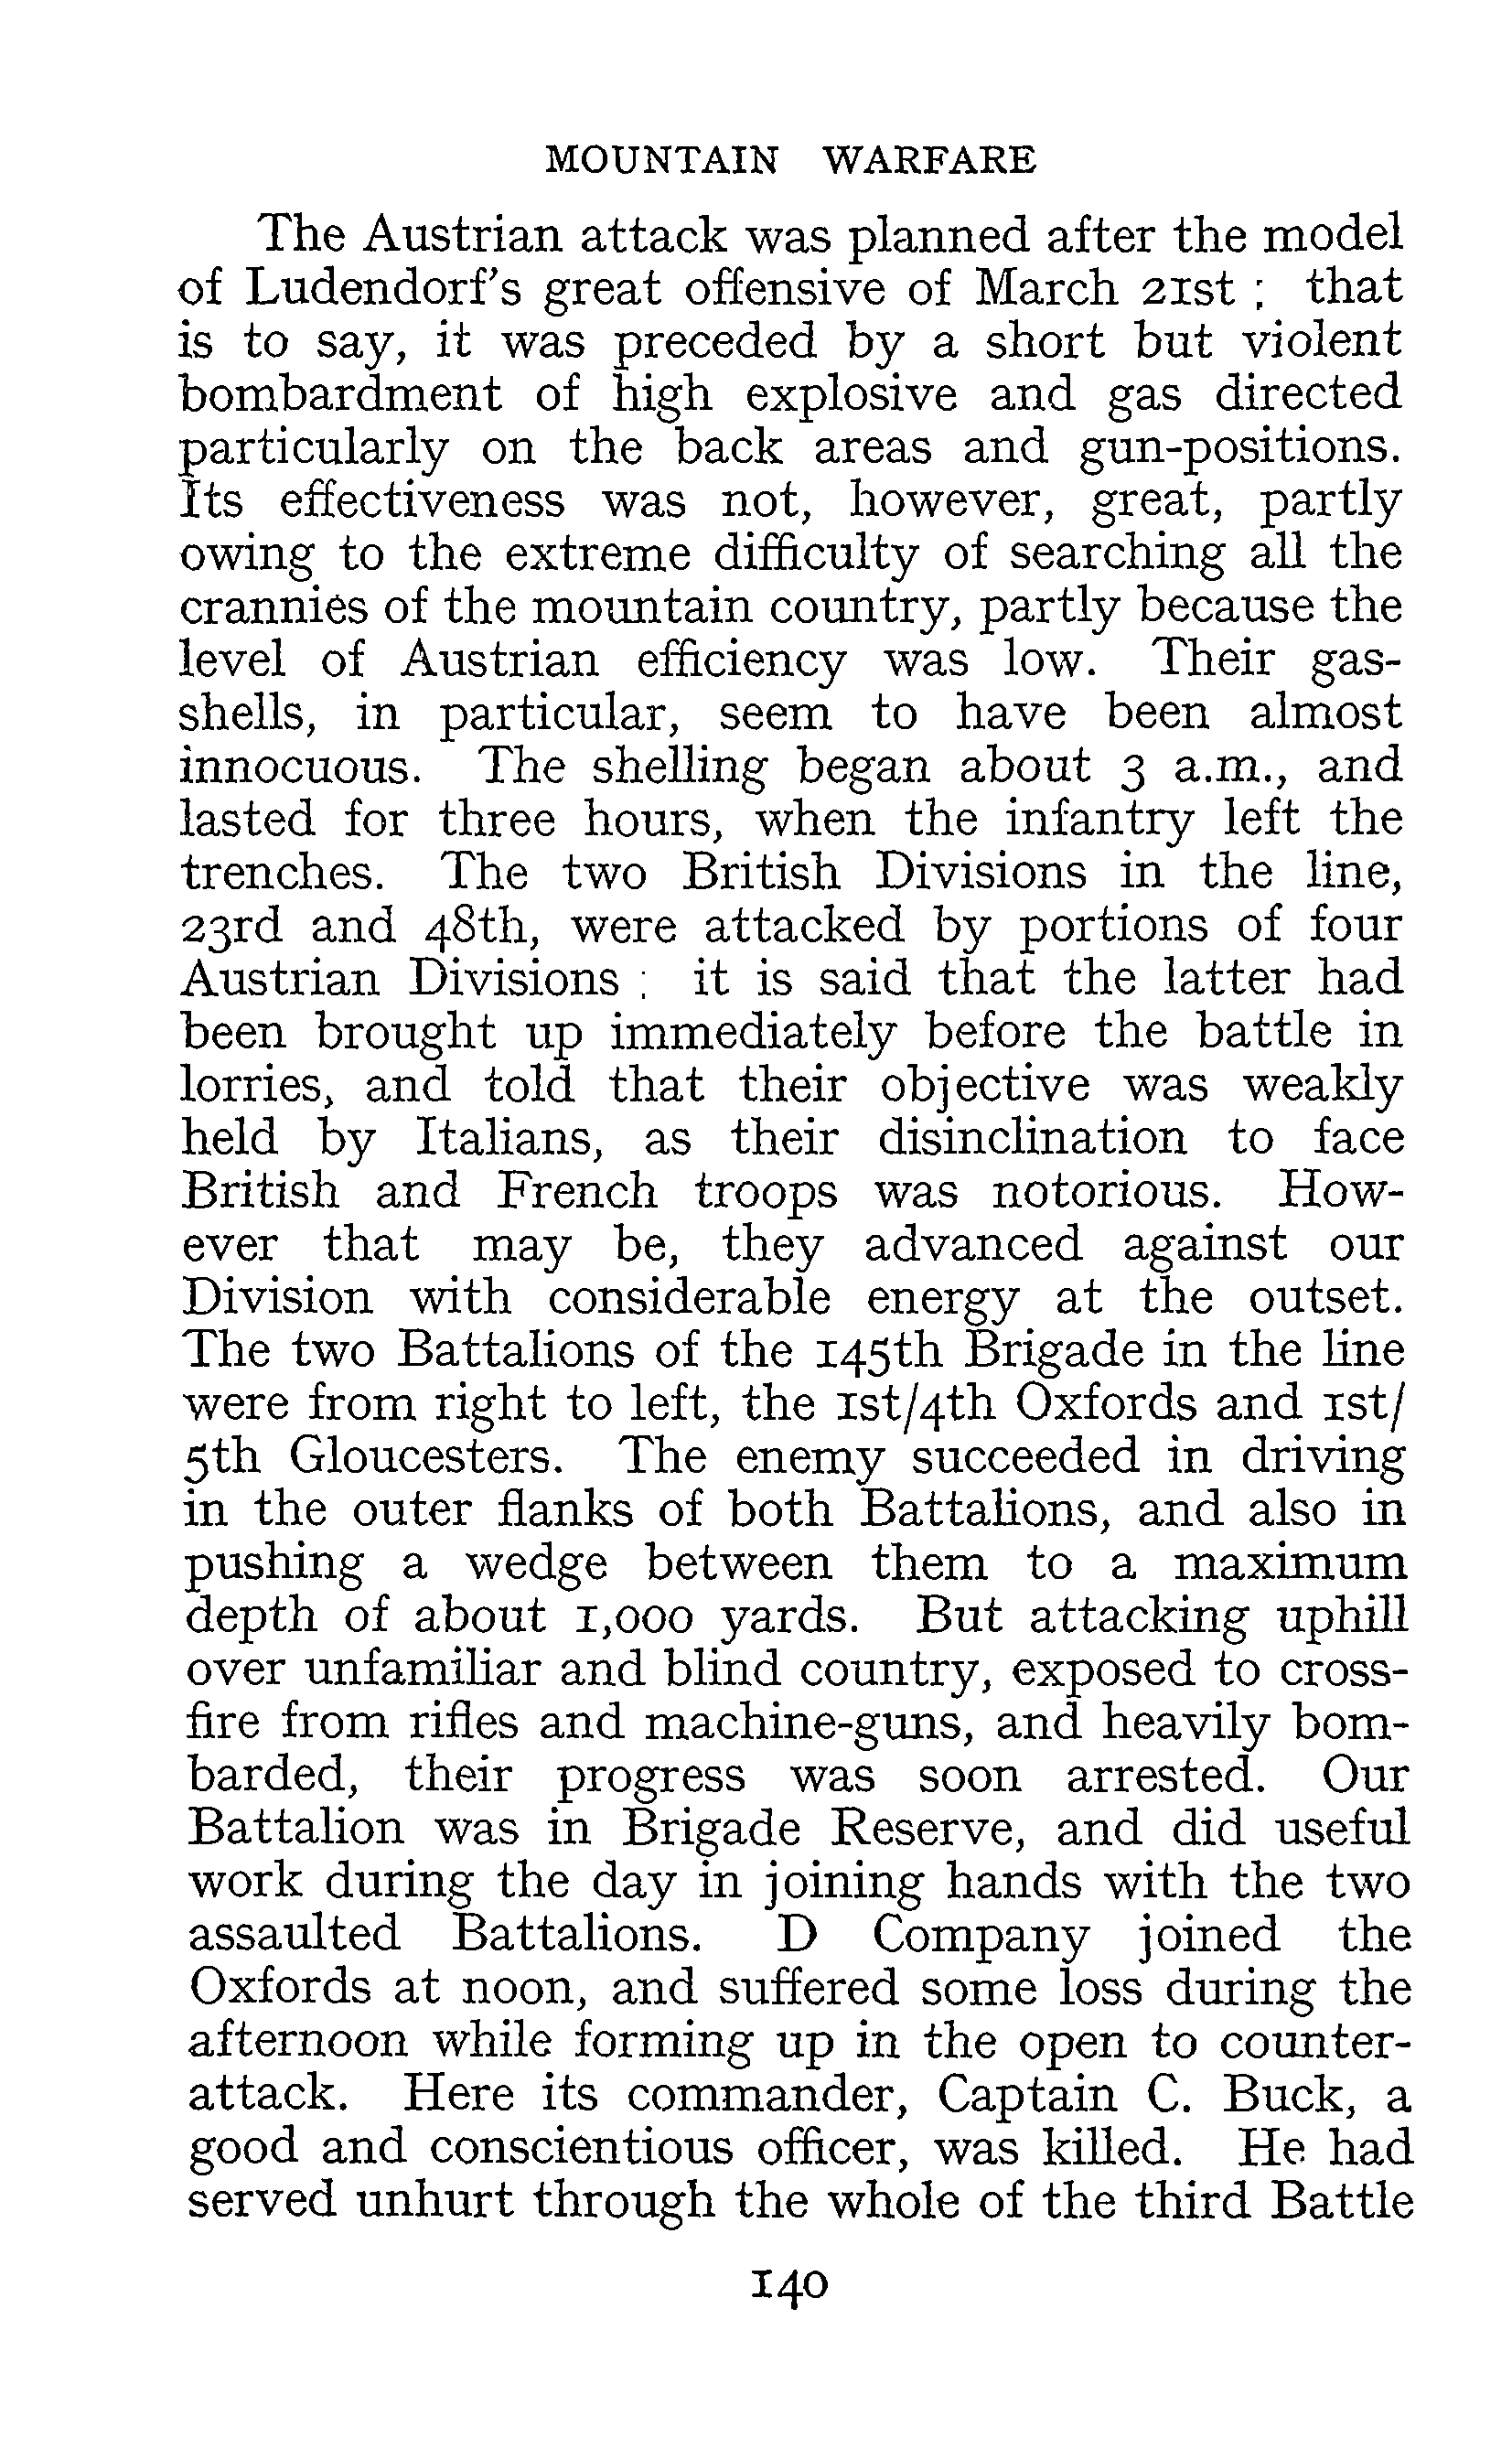 MOUNTAIN WARFARE
The Austrian attack was planned after the model
of Ludendorf's great offensive of March 21st ; that
is to say, it was preceded by a short but violent
bombardment of high explosive and gas directed
particularly on the back areas and gun-positions.
Its effectiveness was not, however, great, partly
owing to the extreme difficulty of searching all the
crannies of the mountain country, partly because the
level of Austrian efficiency was low. Their gas-
shells, in particular, seem to have been almost
innocuous. The shelling began about 3 a.m., and
lasted for three hours, when the infantry left the
trenches. The two British Divisions in the line,
23rd and 48th, were attacked by portions of four
Austrian Divisions : it is said that the latter had
been brought up immediately before the battle in
lorries, and told that their objective was weakly
held by Italians, as their disinclination to face
British and French troops was notorious. How-
ever that may be, they advanced against our
Division with considerable energy at the outset.
The two Battalions of the 145th Brigade in the line
were from right to left, the 1st/4th Oxfords and 1st/
5th Gloucesters. The enemy succeeded in driving
in the outer flanks of both Battalions, and also in
pushing a wedge between them to a maximum
depth of about 1,000 yards. But attacking uphill
over unfamiliar and blind country, exposed to cross-
fire from rifles and machine-guns, and heavily bom-
barded, their progress was soon arrested. Our
Battalion was in Brigade Reserve, and did useful
work during the day in joining hands with the two
assaulted Battalions. D Company joined the
Oxfords at noon, and suffered some loss during the
afternoon while forming up in the open to counter-
attack. Here its commander, Captain C. Buck, a
good and conscientious officer, was killed. He had
served unhurt through the whole of the third Battle
140